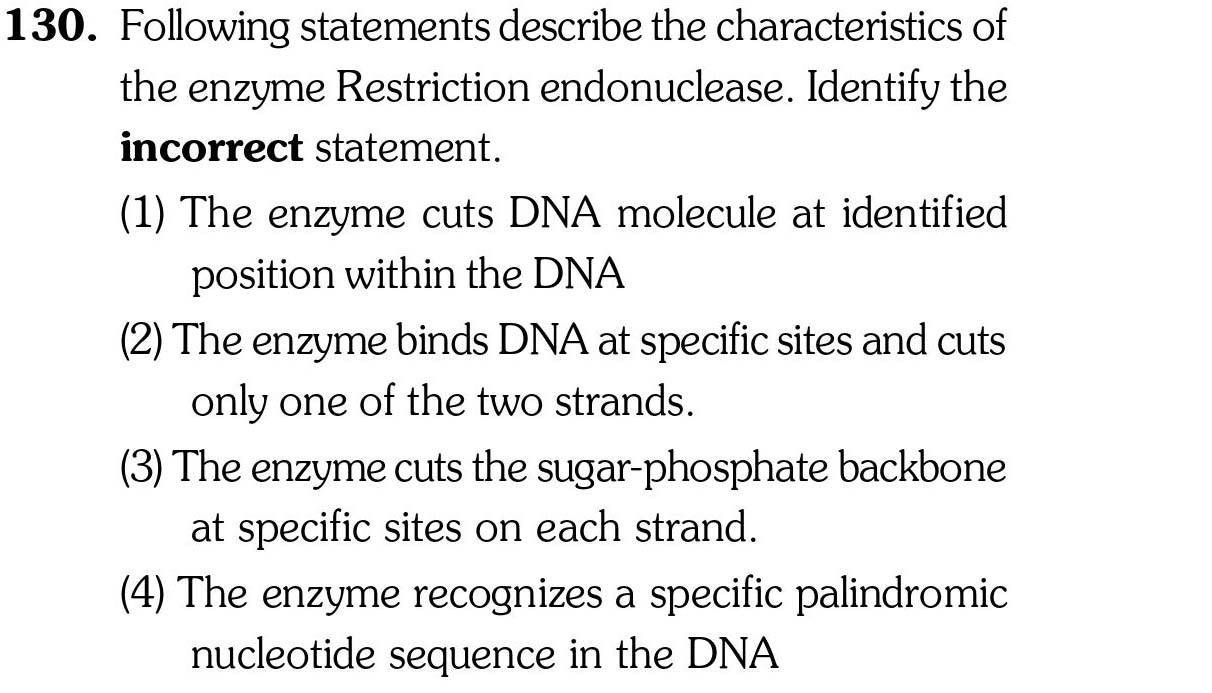 130. Following statements describe the characteristics of
the enzyme Restriction endonuclease. Identify the
incorrect statement.
(1) The enzyme cuts DNA molecule at identified
position within the DNA
(2) The enzyme binds DNA at specific sites and cuts
only one of the two strands.
(3) The enzyme cuts the sugar-phosphate backbone
at specific sites on each strand.
(4) The enzyme recognizes a specific palindromic
nucleotide sequence in the DNA